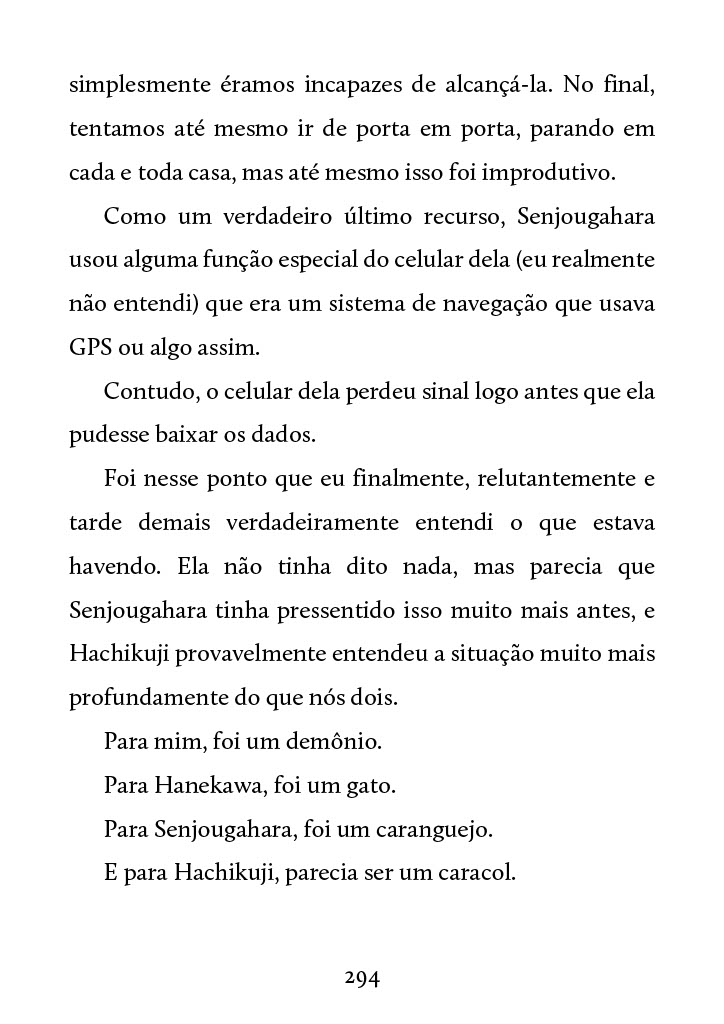 simplesmente éramos incapazes de alcançá-la. No final,
tentamos até mesmo ir de porta em porta, parando em
cada e toda casa, mas até mesmo isso foi improdutivo.
Como um verdadeiro último recurso, Senjougahara
usou alguma função especial do celular dela (eu realmente
não entendi) que era um sistema de navegação que usava
GPS ou algo assim.
Contudo, o celular dela perdeu sinal logo antes que ela
pudesse baixar os dados.
Foi nesse ponto que eu finalmente, relutantemente e
tarde demais verdadeiramente entendi o que estava
havendo. Ela não tinha dito nada, mas parecia que
Senjougahara tinha pressentido isso muito mais antes, e
Hachikuji provavelmente entendeu a situação muito mais
profundamente do que nós dois.
Para mim, foi um demônio.
Para Hanekawa, foi um gato.
Para Senjougahara, foi um caranguejo.
E para Hachikuji, parecia ser um caracol.
294